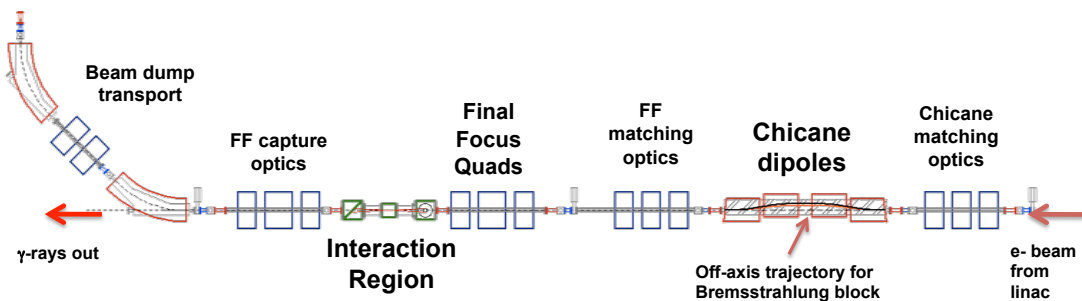 Beam dump
transport
FF capture
optics
Final
Focus
Quads
FF
matching
optics
Chicane
dipoles
Chicane
matching
optics
γ-rays out
Interaction
Region
Off-axis trajectory for
Bremsstrahlung block
e- beam
from
linac